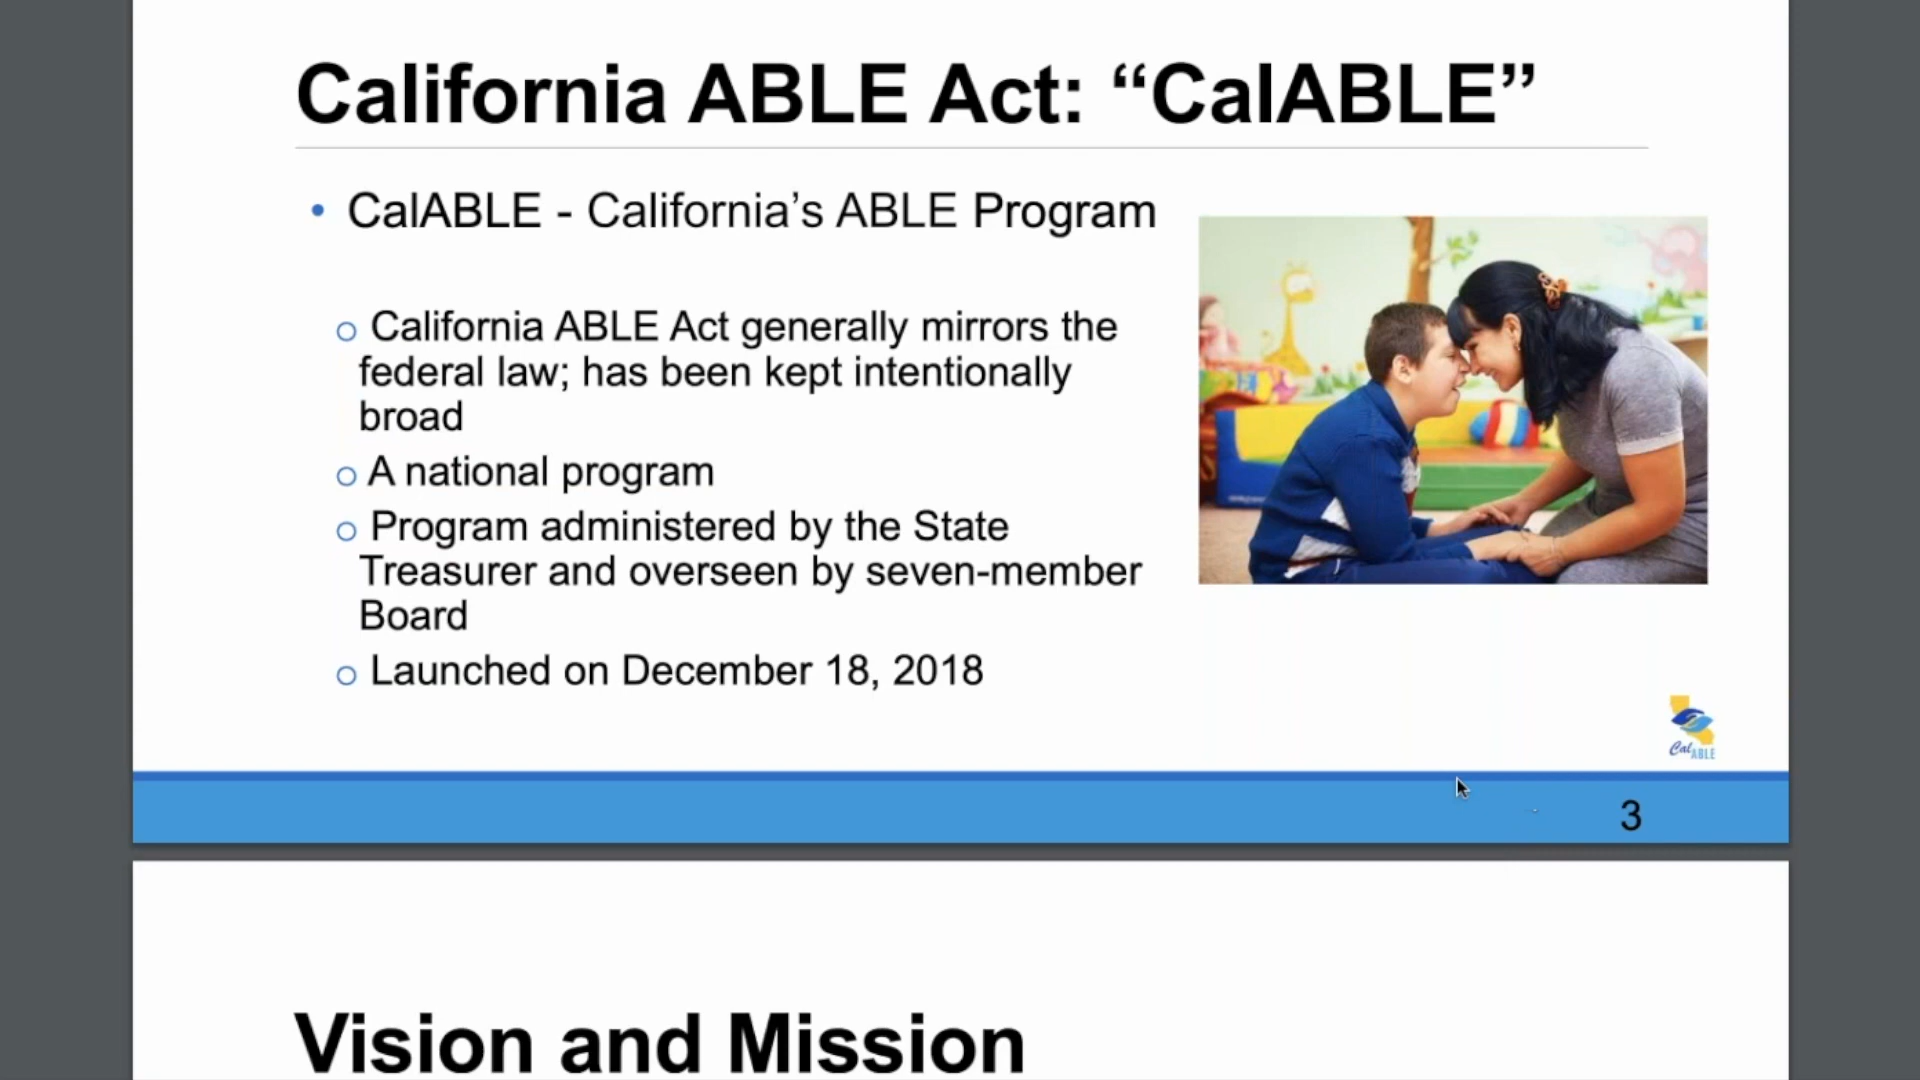 California ABLE Act: “CalABLE”
• CalABLE - California’s ABLE Program
o California ABLE Act generally mirrors the
federal law; has been kept intentionally
broad
o A national program
o Program administered by the State
Treasurer and overseen by seven-member
Board
o Launched on December 18, 2018
Cal ABLE
3
Vision and Mission